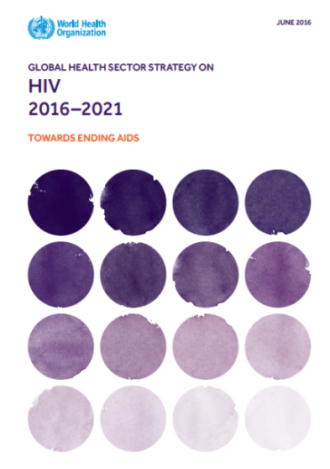 World Health
Organization
JUNE 2016
GLOBAL HEALTH SECTOR STRATEGY ON
HIV
2016–2021
TOWARDS ENDING AIDS